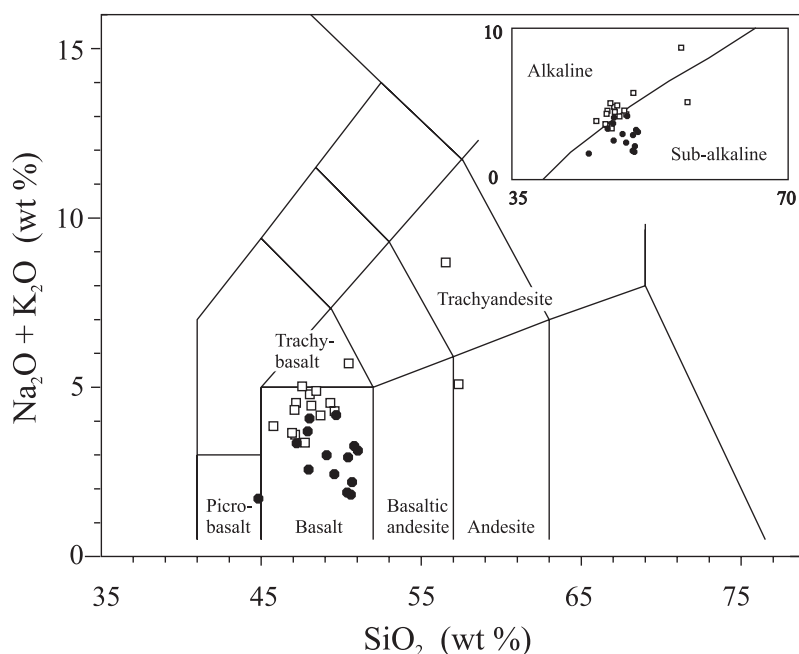 15
10
5
0
Na₂O + K₂O (wt %)
10
Alkaline
Sub-alkaline
0
35
70
Trachyandesite
Trachy-
basalt
Picro-
basalt
Basalt
Basaltic
andesite
Andesite
35
45
55
65
75
SiO₂ (wt %)